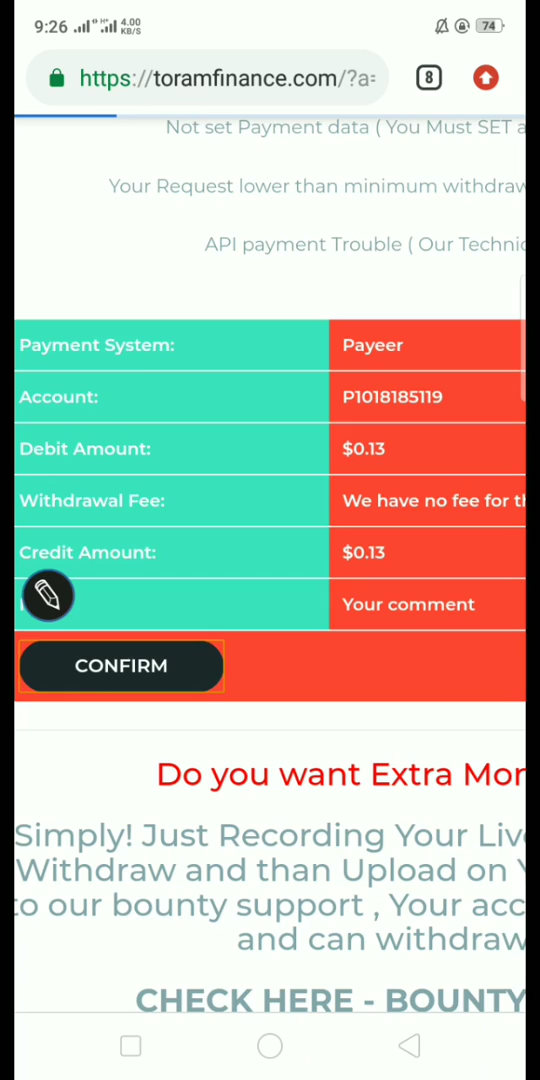 9:26 4.00 KB/S 74
https://toramfinance.com/?a= 8
Not set Payment data ( You Must SET a
Your Request lower than minimum withdraw
API payment Trouble ( Our Technic
Payment System: Payeer
Account: P1018185119
Debit Amount: $0.13
Withdrawal Fee: We have no fee for th
Credit Amount: $0.13
Your comment
CONFIRM
Do you want Extra Mor
Simply! Just Recording Your Live
Withdraw and than Upload on Y
to our bounty support , Your acc
and can withdraw
CHECK HERE - BOUNTY